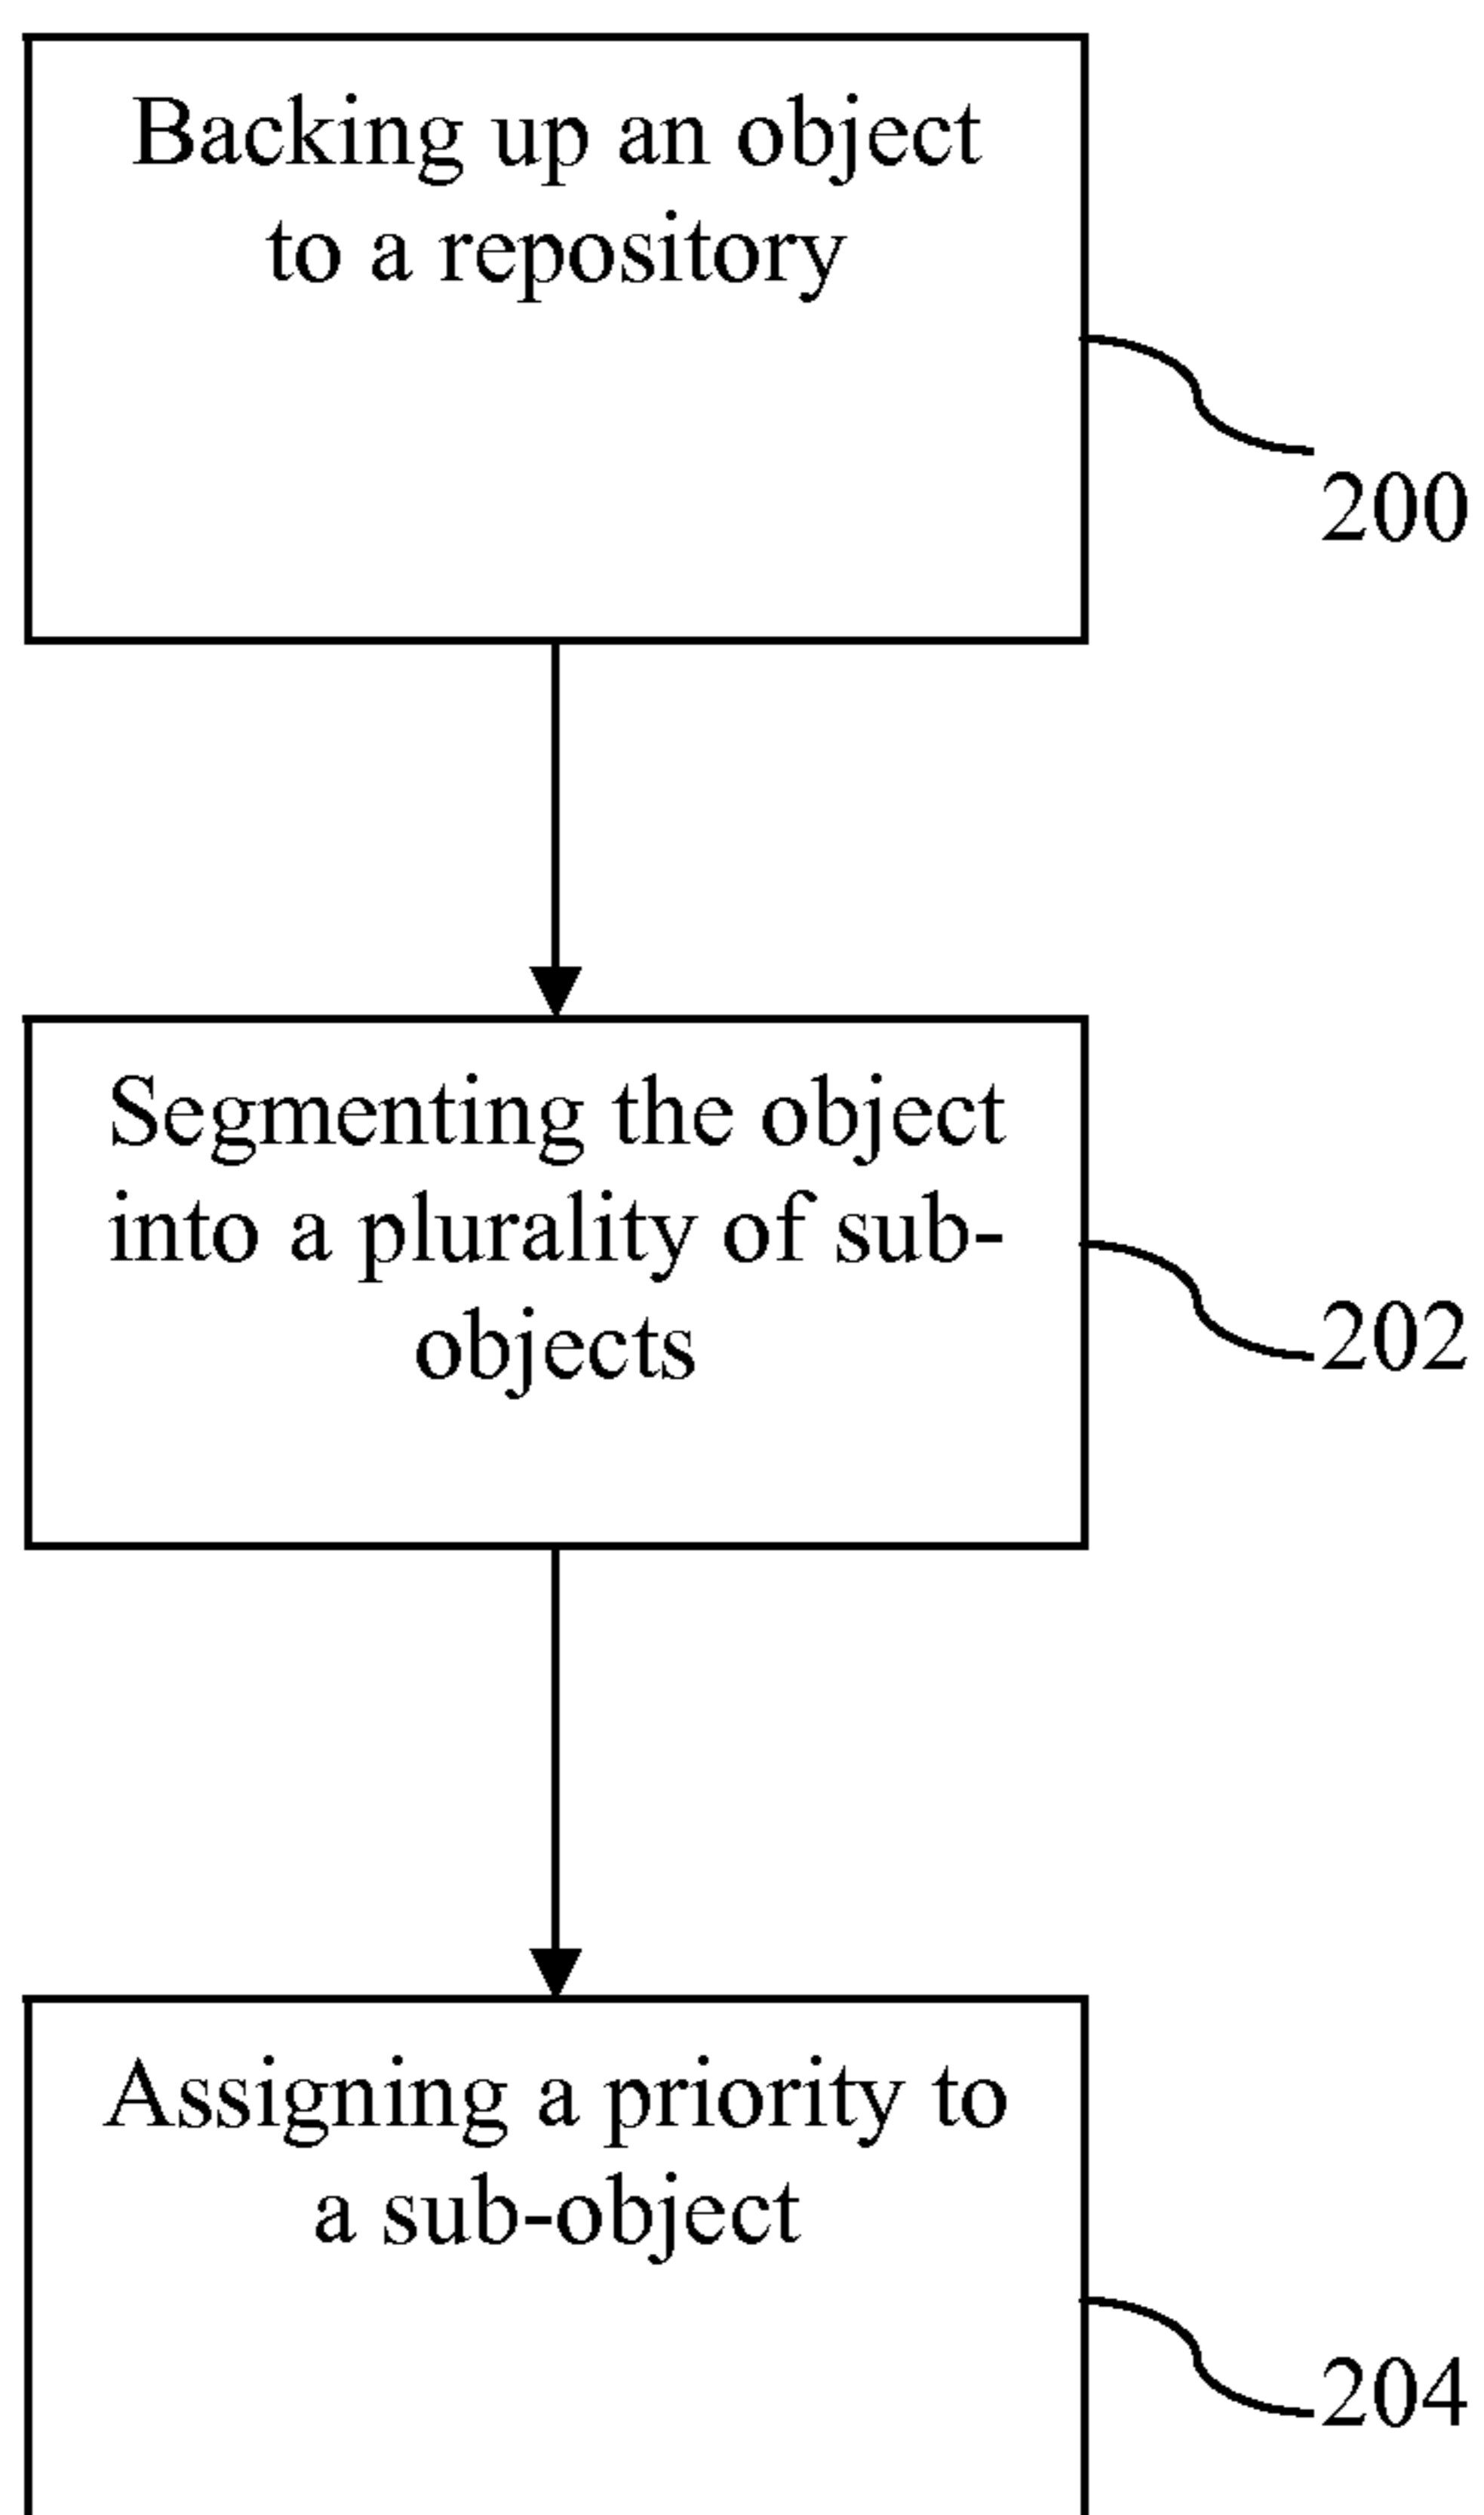 Backing up an object
to a repository
200
Segmenting the object
into a plurality of sub-
objects
202
Assigning a priority to
a sub-object
204